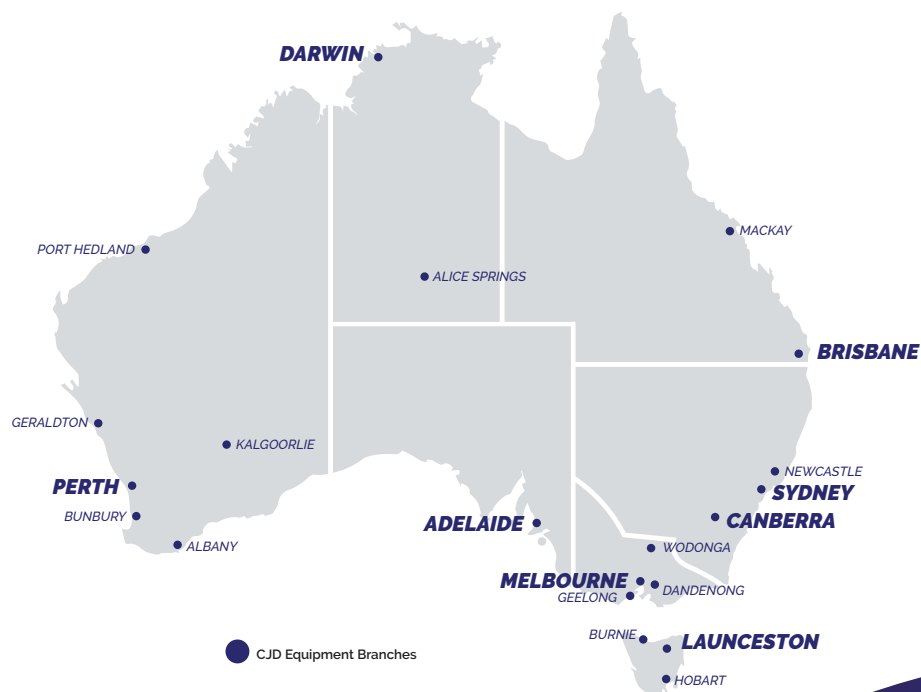 DARWIN
MACKAY
PORT HEDLAND
ALICE SPRINGS
BRISBANE
GERALDTON
KALGOORLIE
NEWCASTLE
PERTH
SYDNEY
BUNBURY
ADELAIDE
CANBERRA
ALBANY
WODONGA
MELBOURNE
DANDENONG
GEELONG
BURNIE
LAUNCESTON
CJD Equipment Branches
HOBART